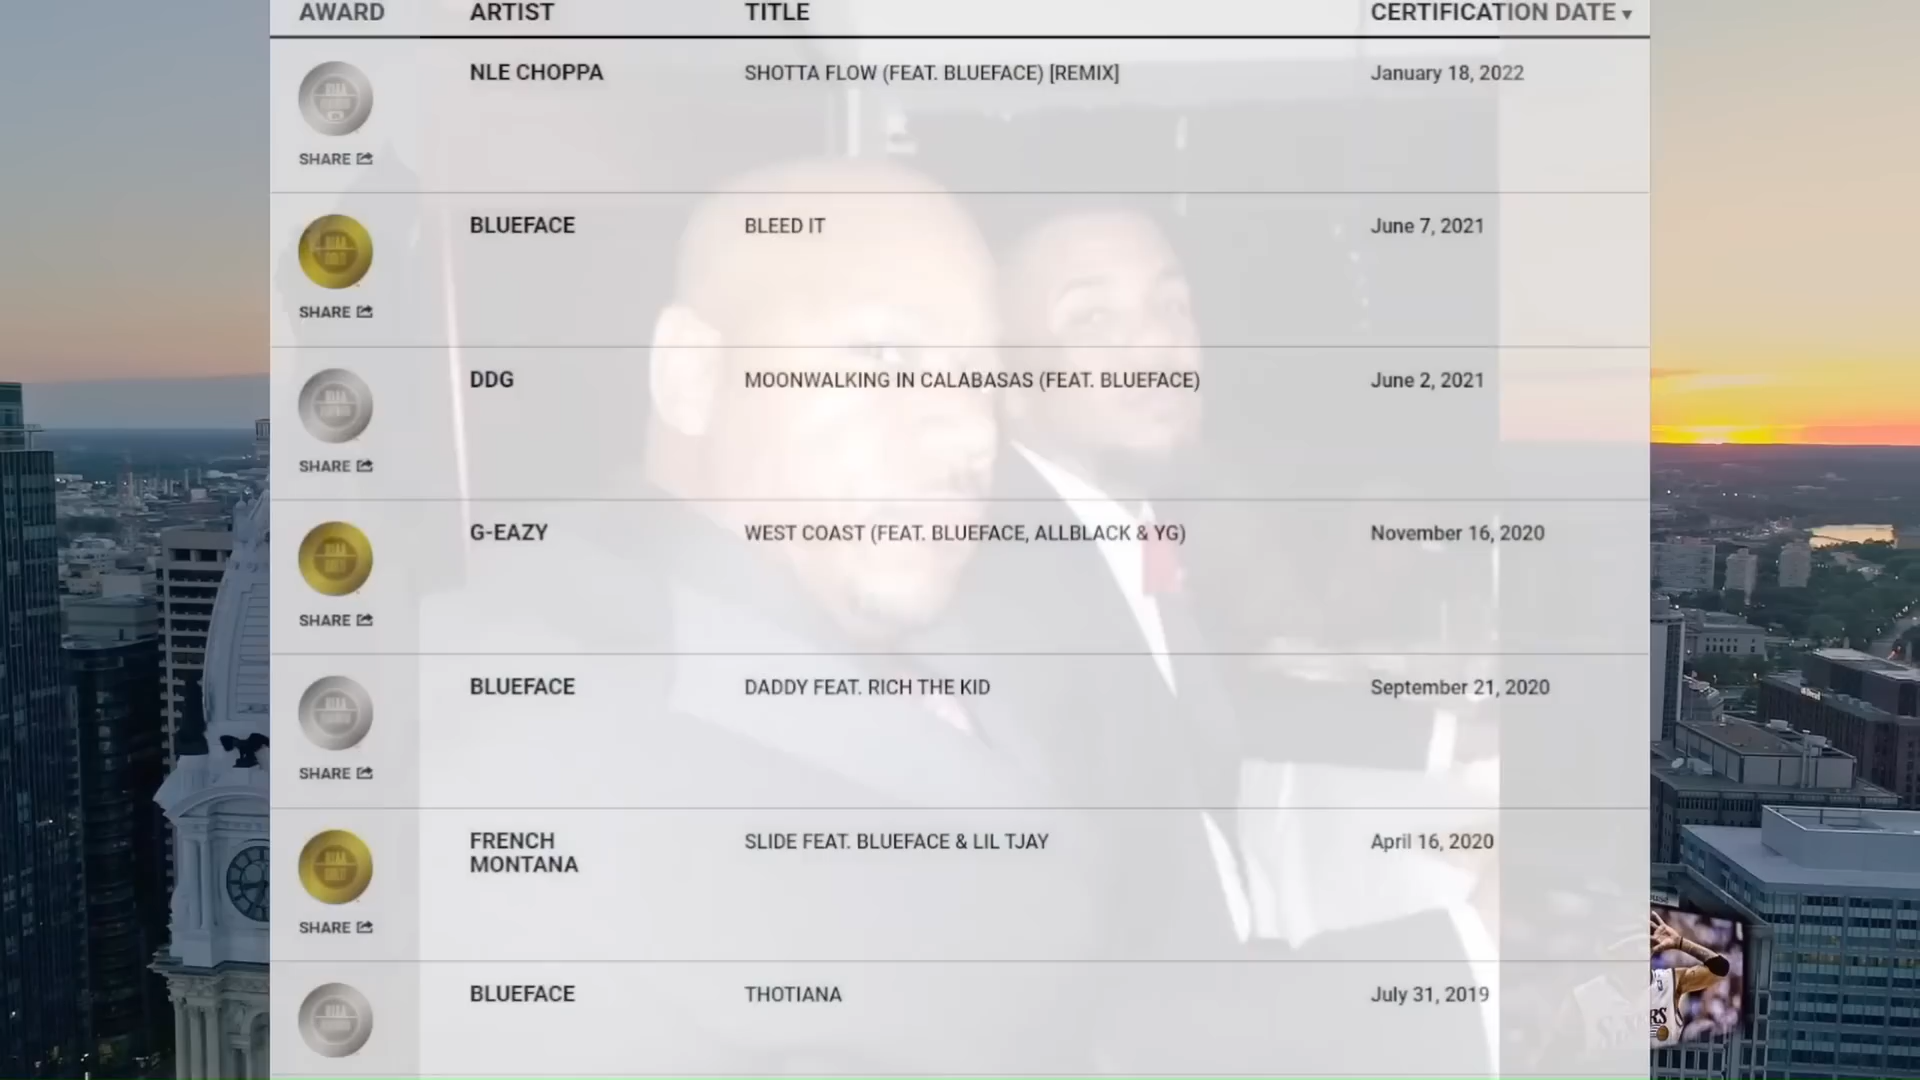 AWARD ARTIST TITLE CERTIFICATION DATE ▾
NLE CHOPPA SHOTTA FLOW (FEAT. BLUEFACE) [REMIX] January 18, 2022
SHARE
BLUEFACE BLEED IT June 7, 2021
SHARE
DDG MOONWALKING IN CALABASAS (FEAT. BLUEFACE) June 2, 2021
SHARE
G-EAZY WEST COAST (FEAT. BLUEFACE, ALLBLACK & YG) November 16, 2020
SHARE
BLUEFACE DADDY FEAT. RICH THE KID September 21, 2020
SHARE
FRENCH MONTANA SLIDE FEAT. BLUEFACE & LIL TJAY April 16, 2020
SHARE
BLUEFACE THOTIANA July 31, 2019